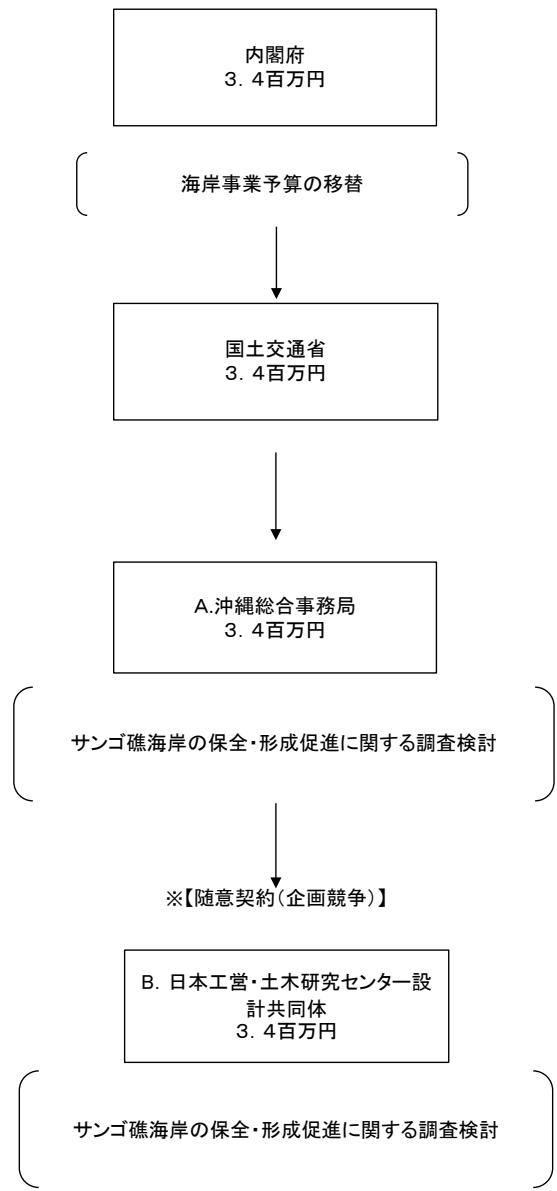 内閣府
３．４百万円
海岸事業予算の移替
国土交通省
３．４百万円
A.沖縄総合事務局
３．４百万円
サンゴ礁海岸の保全・形成促進に関する調査検討
※【随意契約（企画競争）】
B．日本工営・土木研究センター設
計共同体
３．４百万円
サンゴ礁海岸の保全・形成促進に関する調査検討